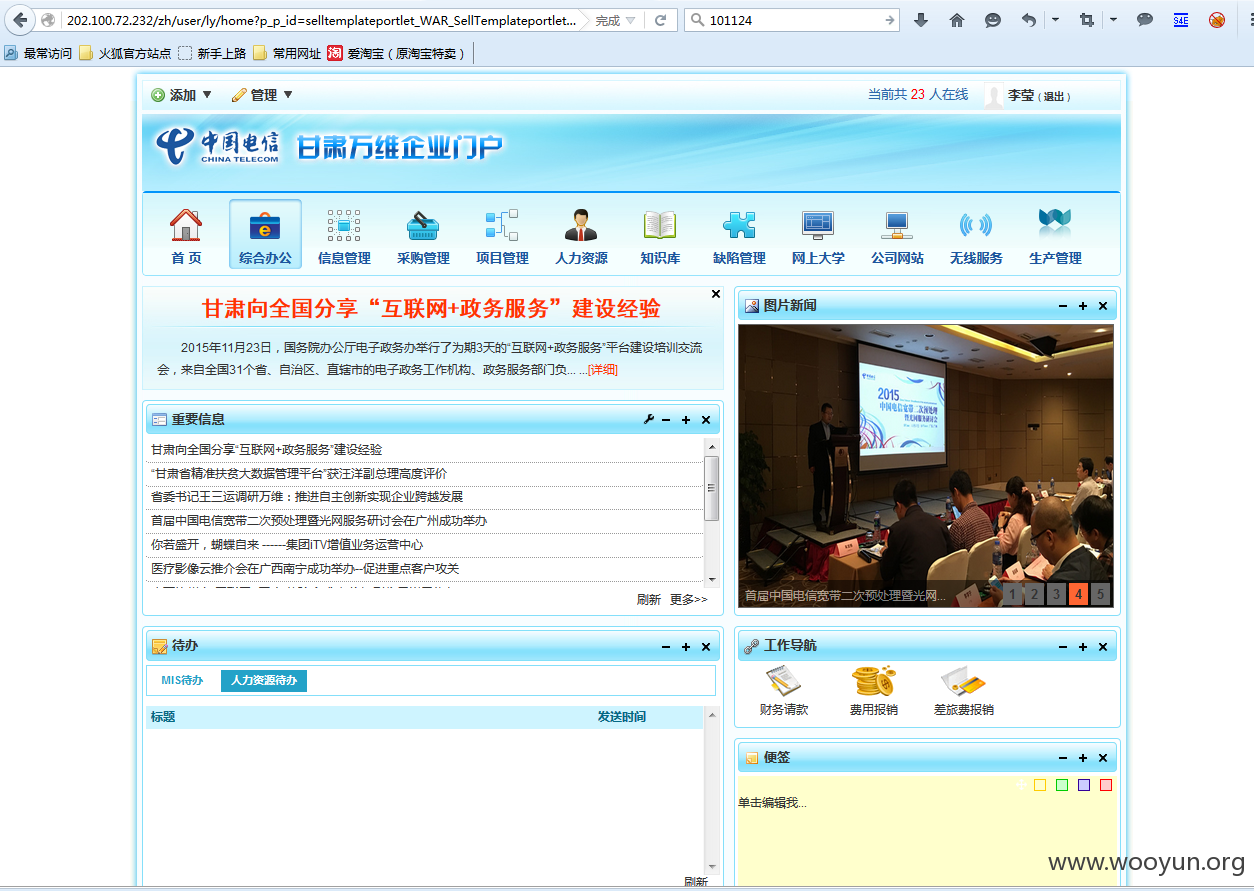 202.100.72.232/zh/user/ly/home?p_p_id=selltemplateportlet_WAR_SellTemplateportlet... 完成 101124
S4E
最常访问 火狐官方站点 新手上路 常用网址 淘 爱淘宝（原淘宝特卖）
添加 管理 当前共 23 人在线 李莹（退出）
中国电信 甘肃万维企业门户
CHINA TELECOM
首 页 综合办公 信息管理 采购管理 项目管理 人力资源 知识库 缺陷管理 网上大学 公司网站 无线服务 生产管理
甘肃向全国分享“互联网+政务服务”建设经验
2015年11月23日，国务院办公厅电子政务办举行了为期3天的“互联网+政务服务”平台建设培训交流
会，来自全国31个省、自治区、直辖市的电子政务工作机构、政务服务部门负... ...[详细]
重要信息
甘肃向全国分享“互联网+政务服务”建设经验
“甘肃省精准扶贫大数据管理平台”获汪洋副总理高度评价
省委书记王三运调研万维：推进自主创新实现企业跨越发展
首届中国电信宽带二次预处理暨光网服务研讨会在广州成功举办
你若盛开，蝴蝶自来 ------集团iTV增值业务运营中心
医疗影像云推介会在广西南宁成功举办--促进重点客户攻关
刷新 更多>>
图片新闻
2015
中国电信宽带二次预处理
暨光网服务研讨会
首届中国电信宽带二次预处理暨光网...
1 2 3 4 5
待办
MIS待办 人力资源待办
标题 发送时间
刷新
工作导航
财务请款 费用报销 差旅费报销
便签
单击编辑我...
www.wooyun.org